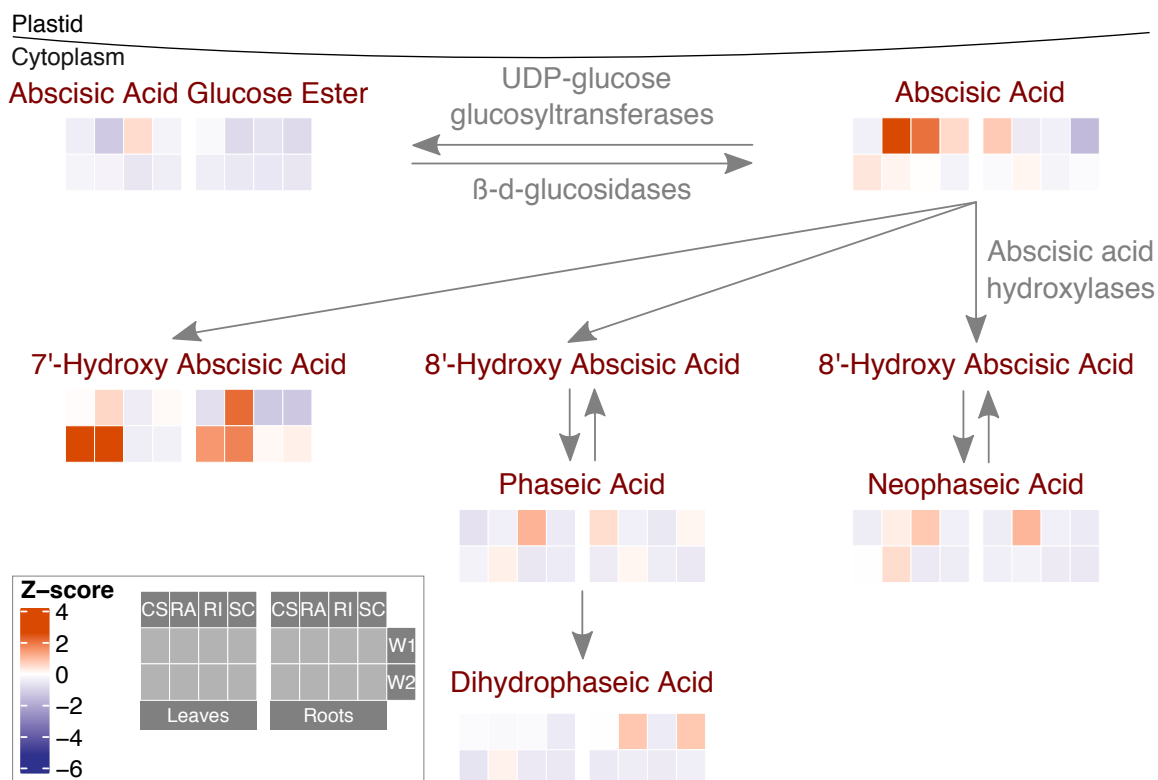 Plastid
Cytoplasm
Abscisic Acid Glucose Ester
UDP-glucose
glucosyltransferases
ß-d-glucosidases
Abscisic Acid
Abscisic acid
hydroxylases
7'-Hydroxy Abscisic Acid
8'-Hydroxy Abscisic Acid
8'-Hydroxy Abscisic Acid
Phaseic Acid
Neophaseic Acid
Dihydrophaseic Acid
Z–score
4
2
0
−2
−4
−6
CS RA RI SC CS RA RI SC
W1
W2
Leaves Roots